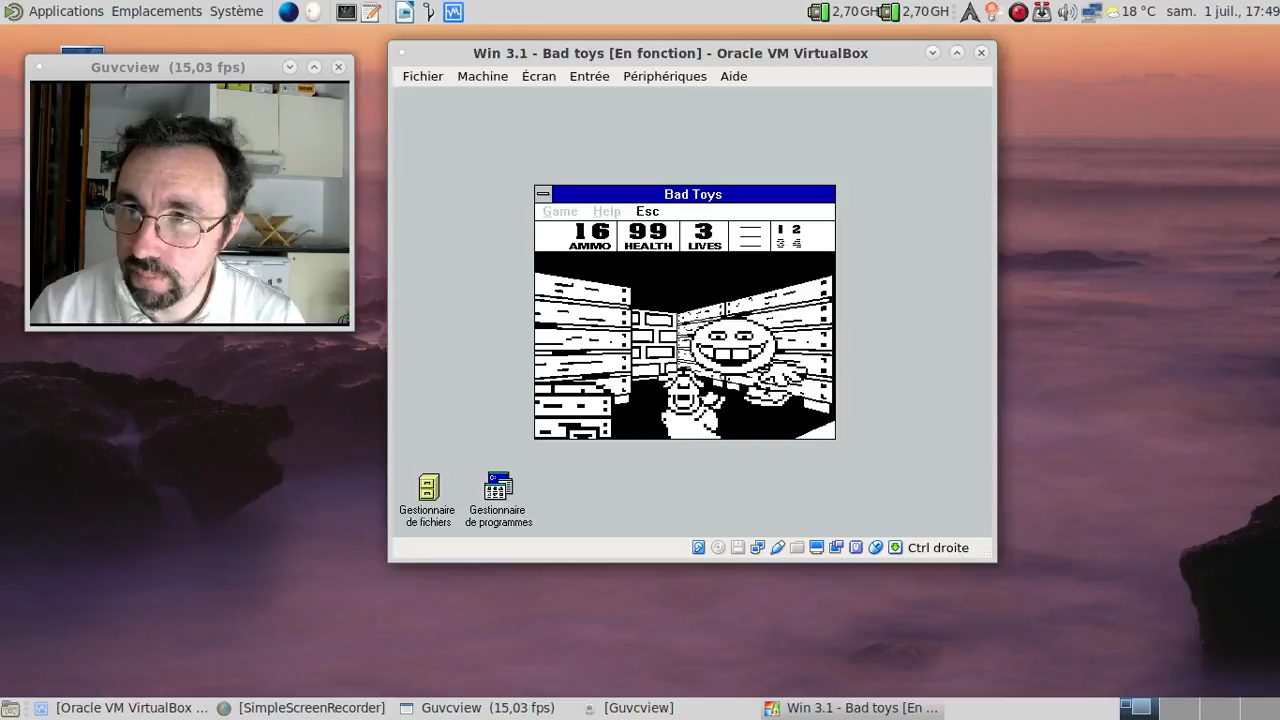 Applications Emplacements Système
2,70 GH 2,70 GH 18 °C sam. 1 juil., 17:49
Guvcview (15,03 fps)
Win 3.1 - Bad toys [En fonction] - Oracle VM VirtualBox
Fichier Machine Écran Entrée Périphériques Aide
Bad Toys
Game Help Esc
16 99 3 1 2
AMMO HEALTH LIVES 3 4
Gestionnaire de fichiers
Gestionnaire de programmes
Ctrl droite
[Oracle VM VirtualBox ... [SimpleScreenRecorder] Guvcview (15,03 fps) [Guvcview] Win 3.1 - Bad toys [En ...